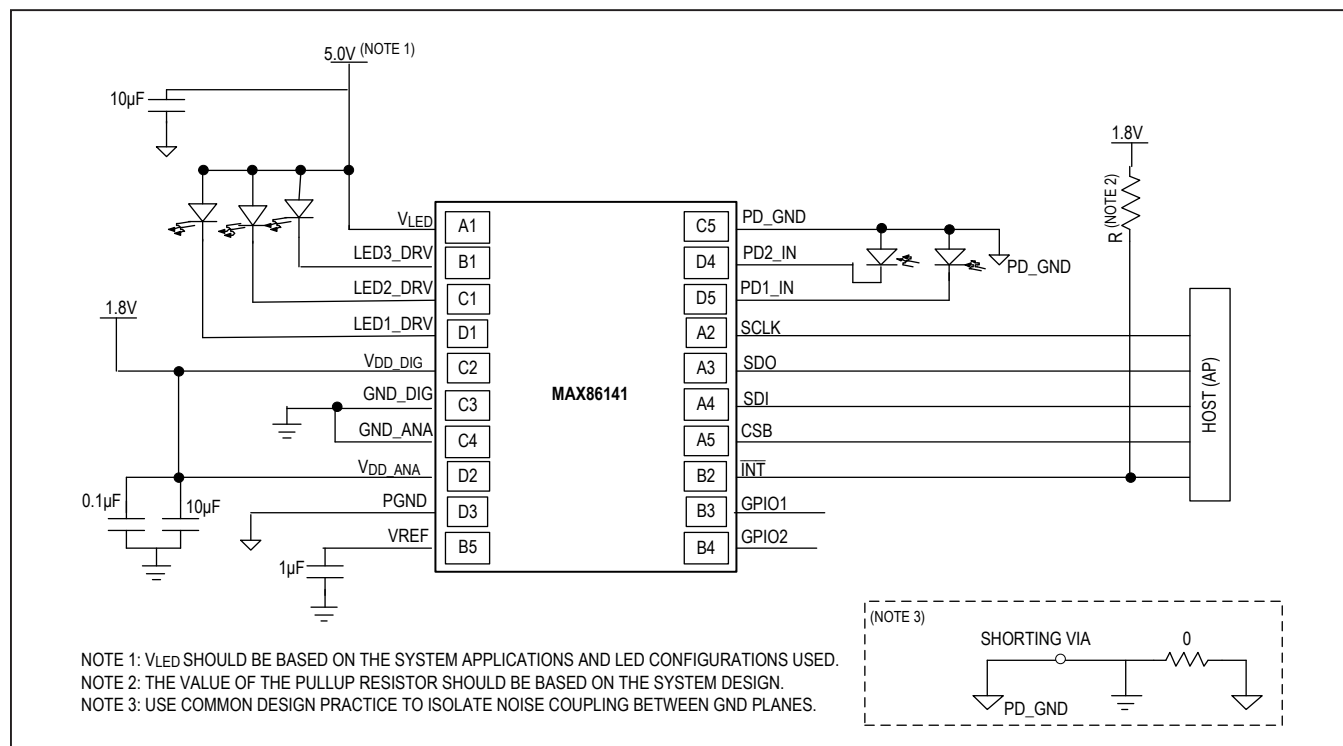 5.0V (NOTE 1)
10µF
1.8V
R (NOTE 2)
VLED
A1
C5
PD_GND
LED3_DRV
B1
D4
PD2_IN
PD_GND
LED2_DRV
C1
D5
PD1_IN
1.8V
LED1_DRV
D1
A2
SCLK
VDD_DIG
C2
MAX86141
A3
SDO
HOST (AP)
GND_DIG
C3
A4
SDI
GND_ANA
C4
A5
CSB
VDD_ANA
D2
B2
INT
0.1µF
10µF
PGND
D3
B3
GPIO1
VREF
B5
B4
GPIO2
1µF
(NOTE 3)
SHORTING VIA
0
PD_GND
NOTE 1: VLED SHOULD BE BASED ON THE SYSTEM APPLICATIONS AND LED CONFIGURATIONS USED.
NOTE 2: THE VALUE OF THE PULLUP RESISTOR SHOULD BE BASED ON THE SYSTEM DESIGN.
NOTE 3: USE COMMON DESIGN PRACTICE TO ISOLATE NOISE COUPLING BETWEEN GND PLANES.